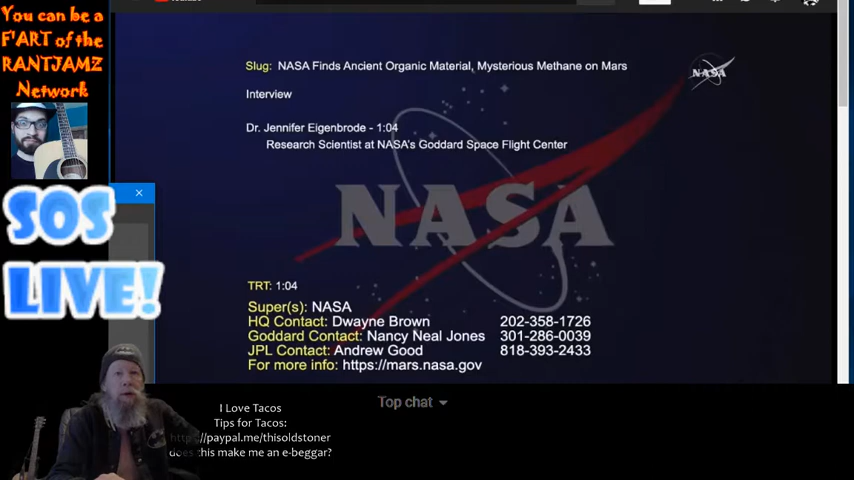 You can be a
F'ART of the
RANTJAMZ
Network
SOS
LIVE!
Slug: NASA Finds Ancient Organic Material, Mysterious Methane on Mars
NASA
Interview
Dr. Jennifer Eigenbrode - 1:04
Research Scientist at NASA's Goddard Space Flight Center
NASA
TRT: 1:04
Super(s): NASA
HQ Contact: Dwayne Brown 202-358-1726
Goddard Contact: Nancy Neal Jones 301-286-0039
JPL Contact: Andrew Good 818-393-2433
For more info: https://mars.nasa.gov
Top chat
I Love Tacos
Tips for Tacos:
http://paypal.me/thisoldstoner
does this make me an e-beggar?